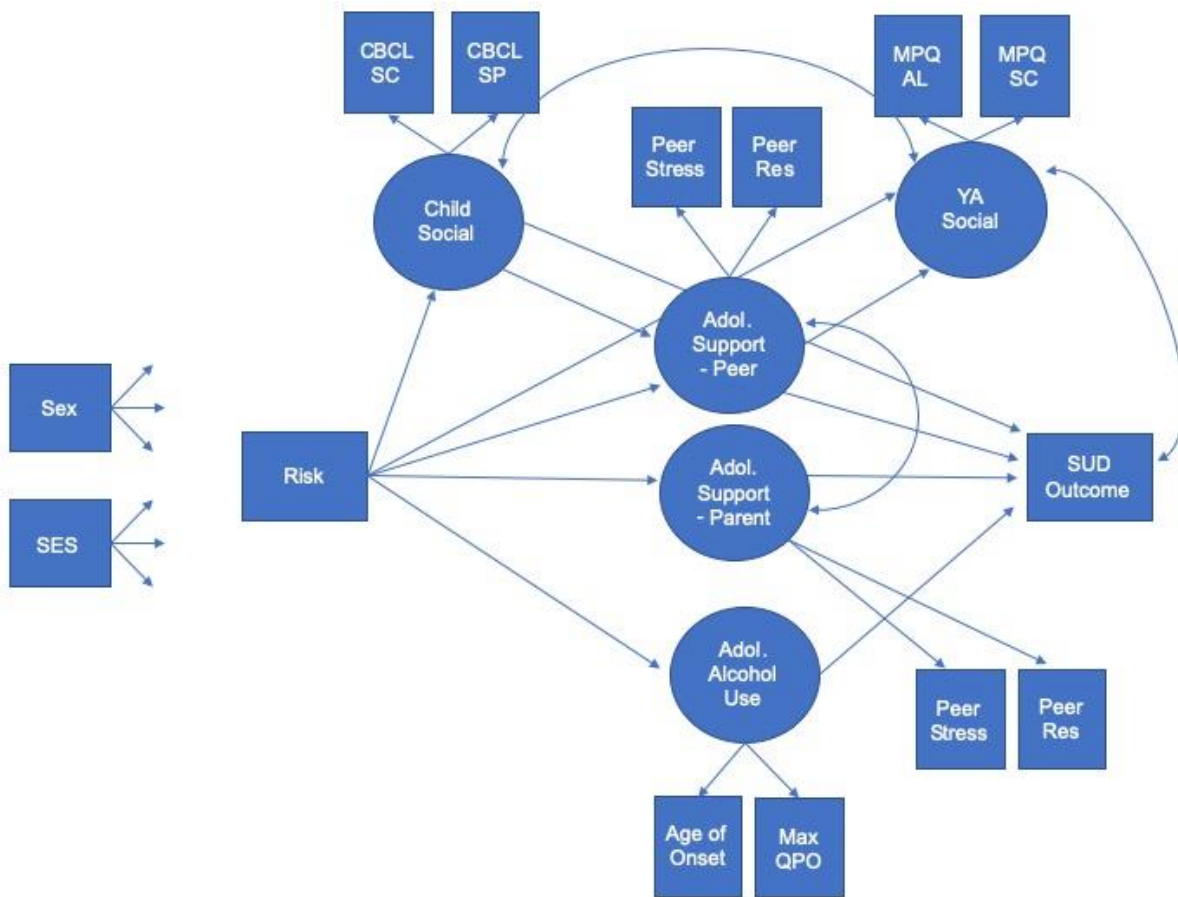 CBCL
SC
CBCL
SP
MPQ
AL
MPQ
SC
Peer
Stress
Peer
Res
Child
Social
YA
Social
Adol.
Support
- Peer
Sex
Risk
Adol.
Support
- Parent
SUD
Outcome
SES
Adol.
Alcohol
Use
Peer
Stress
Peer
Res
Age of
Onset
Max
QPO